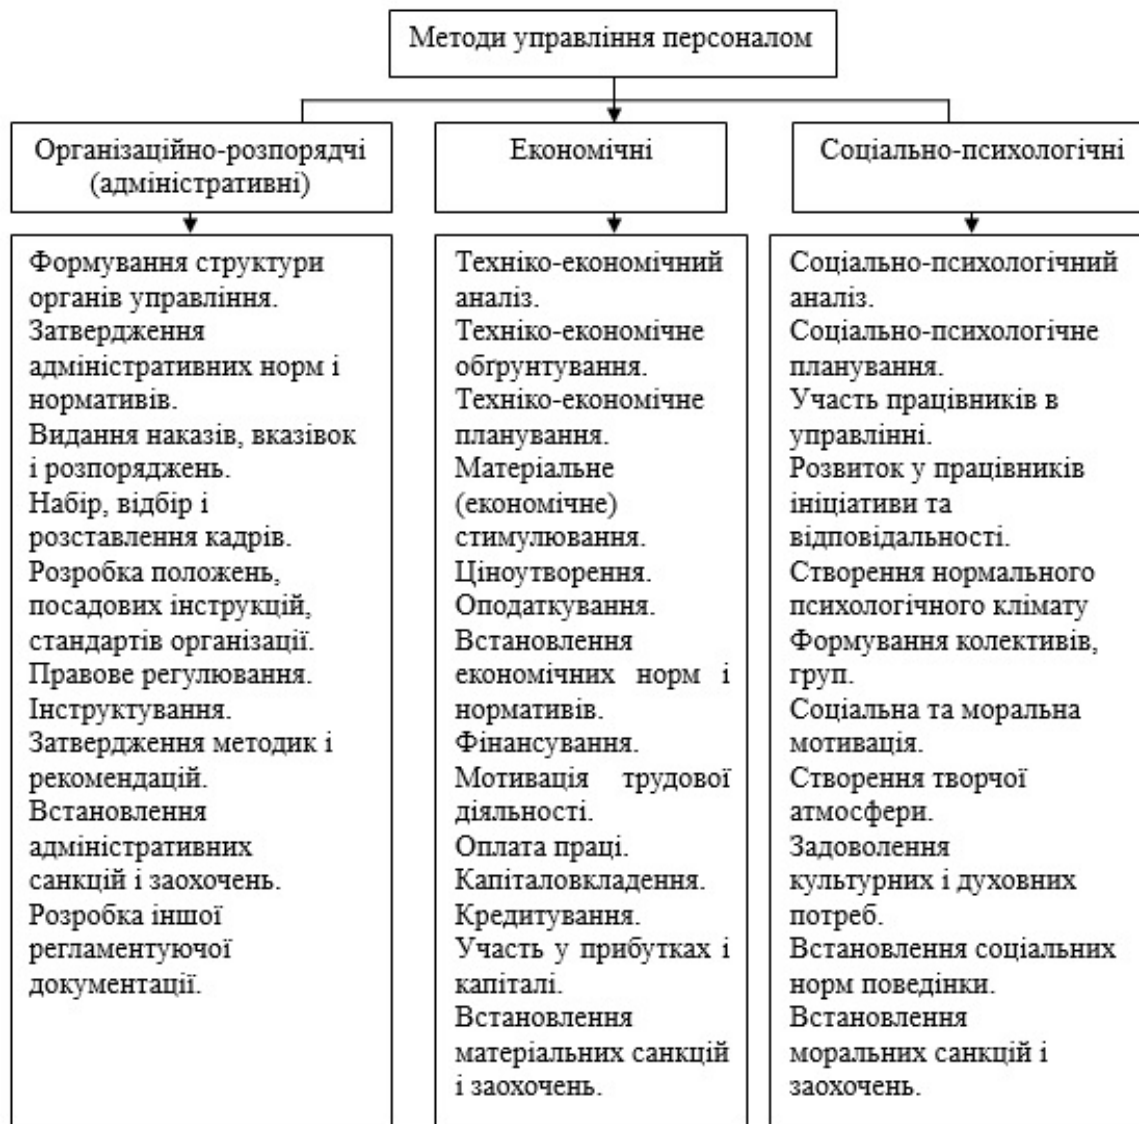 Методи управління персоналом
Організаційно-розпорядчі
(адміністративні)
Економічні
Соціально-психологічні
Формування структури
органів управління.
Затвердження
адміністративних норм і
нормативів.
Видання наказів, вказівок
і розпоряджень.
Набір, відбір і
розставлення кадрів.
Розробка положень,
посадових інструкцій,
стандартів організації.
Правове регулювання.
Інструктування.
Затвердження методик і
рекомендацій.
Встановлення
адміністративних
санкцій і заохочень.
Розробка іншої
регламентуючої
документації.
Техніко-економічний
аналіз.
Техніко-економічне
обґрунтування.
Техніко-економічне
планування.
Матеріальне
(економічне)
стимулювання.
Ціноутворення.
Оподаткування.
Встановлення
економічних норм і
нормативів.
Фінансування.
Мотивація трудової
діяльності.
Оплата праці.
Капіталовкладення.
Кредитування.
Участь у прибутках і
капіталі.
Встановлення
матеріальних санкцій
і заохочень.
Соціально-психологічний
аналіз.
Соціально-психологічне
планування.
Участь працівників в
управлінні.
Розвиток у працівників
ініціативи та
відповідальності.
Створення нормального
психологічного клімату
Формування колективів,
груп.
Соціальна та моральна
мотивація.
Створення творчої
атмосфери.
Задоволення
культурних і духовних
потреб.
Встановлення соціальних
норм поведінки.
Встановлення
моральних санкцій і
заохочень.